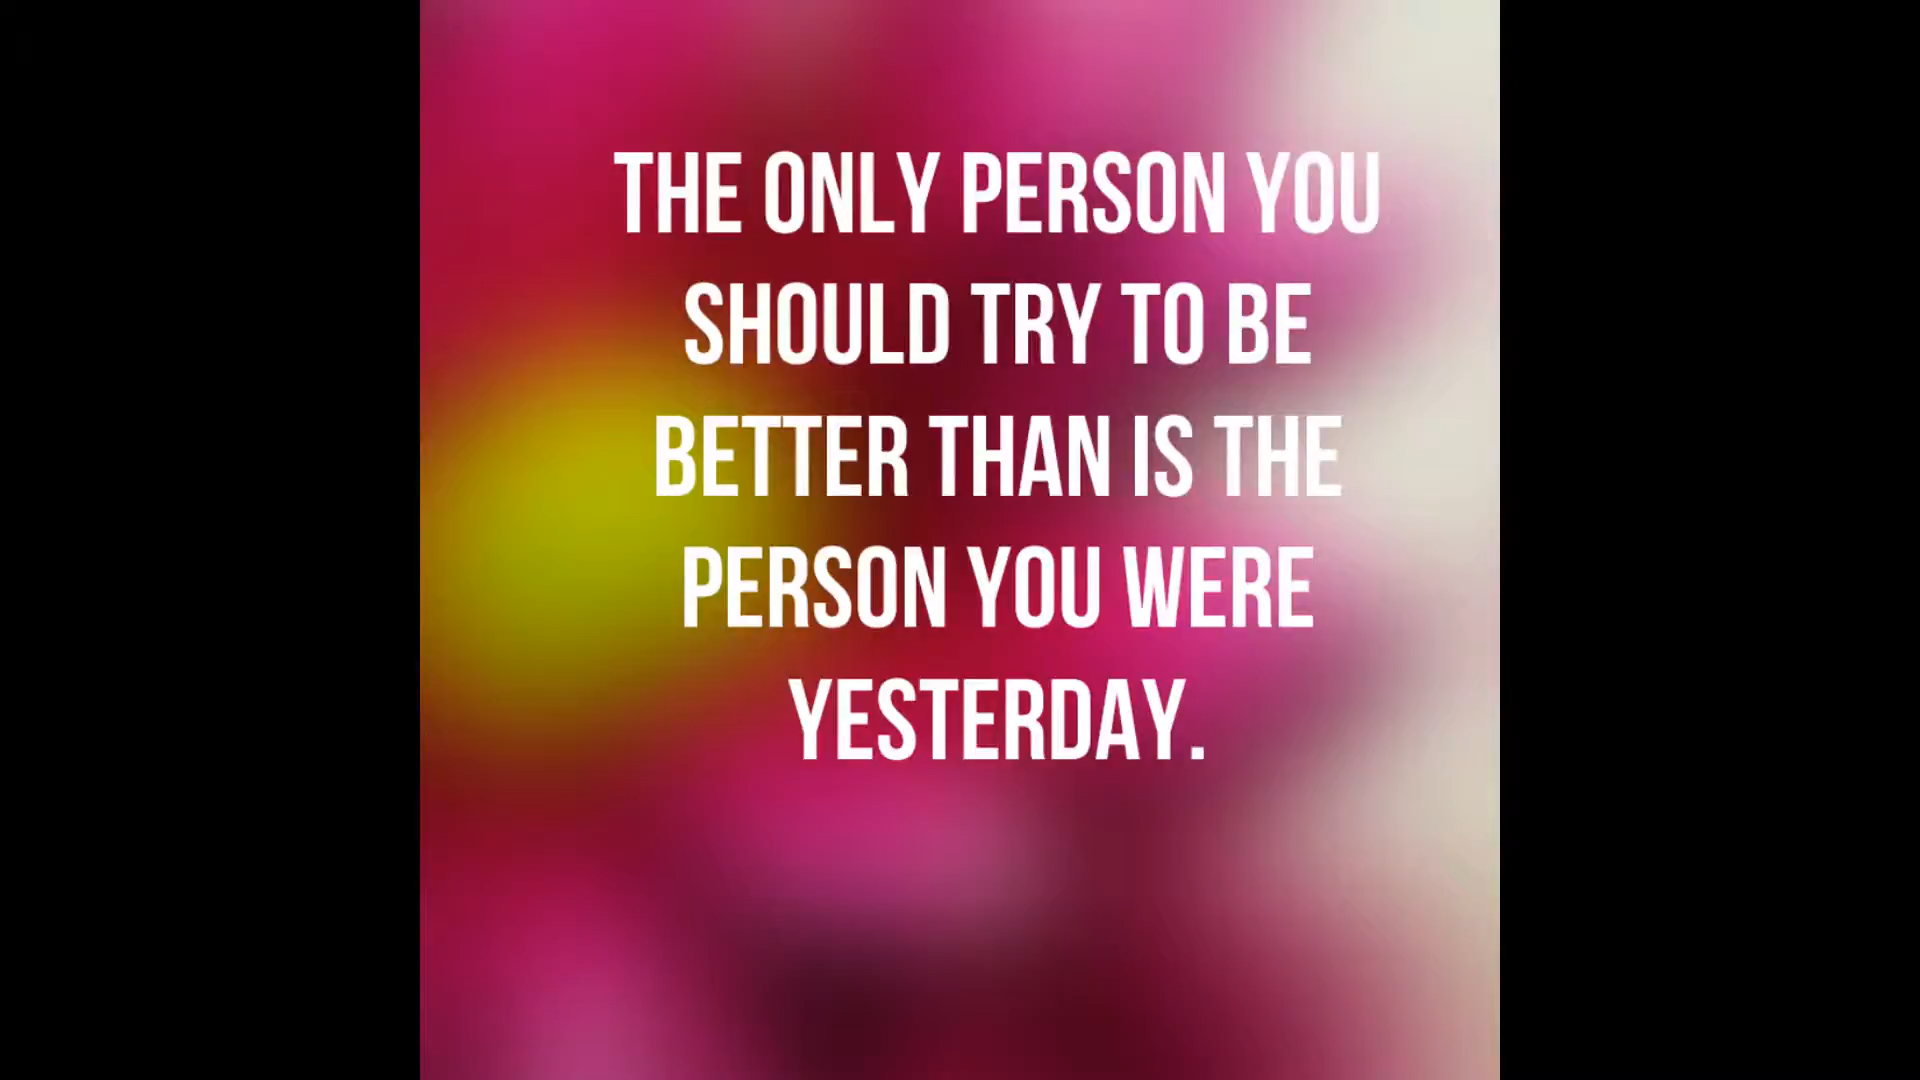 THE ONLY PERSON YOU
SHOULD TRY TO BE
BETTER THAN IS THE
PERSON YOU WERE
YESTERDAY.